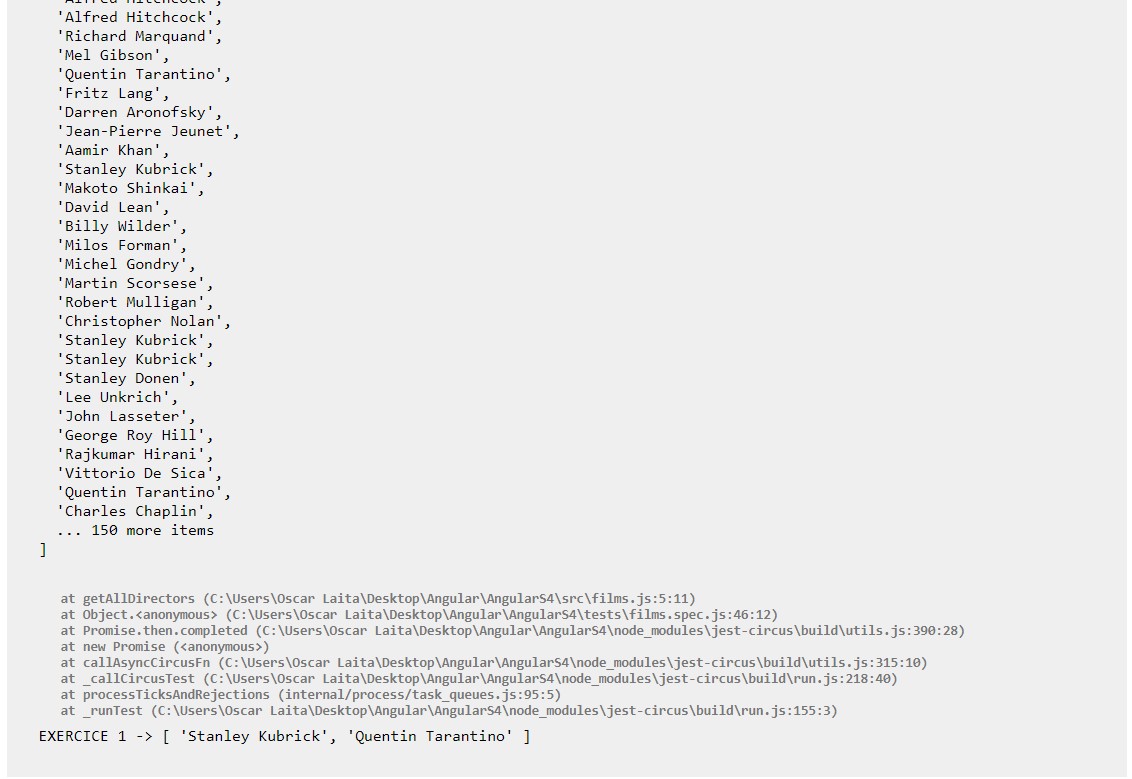 'Alfred Hitchcock',
'Alfred Hitchcock',
'Richard Marquand',
'Mel Gibson',
'Quentin Tarantino',
'Fritz Lang',
'Darren Aronofsky',
'Jean-Pierre Jeunet',
'Aamir Khan',
'Stanley Kubrick',
'Makoto Shinkai',
'David Lean',
'Billy Wilder',
'Milos Forman',
'Michel Gondry',
'Martin Scorsese',
'Robert Mulligan',
'Christopher Nolan',
'Stanley Kubrick',
'Stanley Kubrick',
'Stanley Donen',
'Lee Unkrich',
'John Lasseter',
'George Roy Hill',
'Rajkumar Hirani',
'Vittorio De Sica',
'Quentin Tarantino',
'Charles Chaplin',
... 150 more items
]
at getAllDirectors (C:\Users\Oscar Laita\Desktop\Angular\AngularS4\src\films.js:5:11)
at Object.<anonymous> (C:\Users\Oscar Laita\Desktop\Angular\AngularS4\tests\films.spec.js:46:12)
at Promise.then.completed (C:\Users\Oscar Laita\Desktop\Angular\AngularS4\node_modules\jest-circus\build\utils.js:390:28)
at new Promise (<anonymous>)
at callAsyncCircusFn (C:\Users\Oscar Laita\Desktop\Angular\AngularS4\node_modules\jest-circus\build\utils.js:315:10)
at _callCircusTest (C:\Users\Oscar Laita\Desktop\Angular\AngularS4\node_modules\jest-circus\build\run.js:218:40)
at processTicksAndRejections (internal/process/task_queues.js:95:5)
at _runTest (C:\Users\Oscar Laita\Desktop\Angular\AngularS4\node_modules\jest-circus\build\run.js:155:3)
EXERCICE 1 -> [ 'Stanley Kubrick', 'Quentin Tarantino' ]